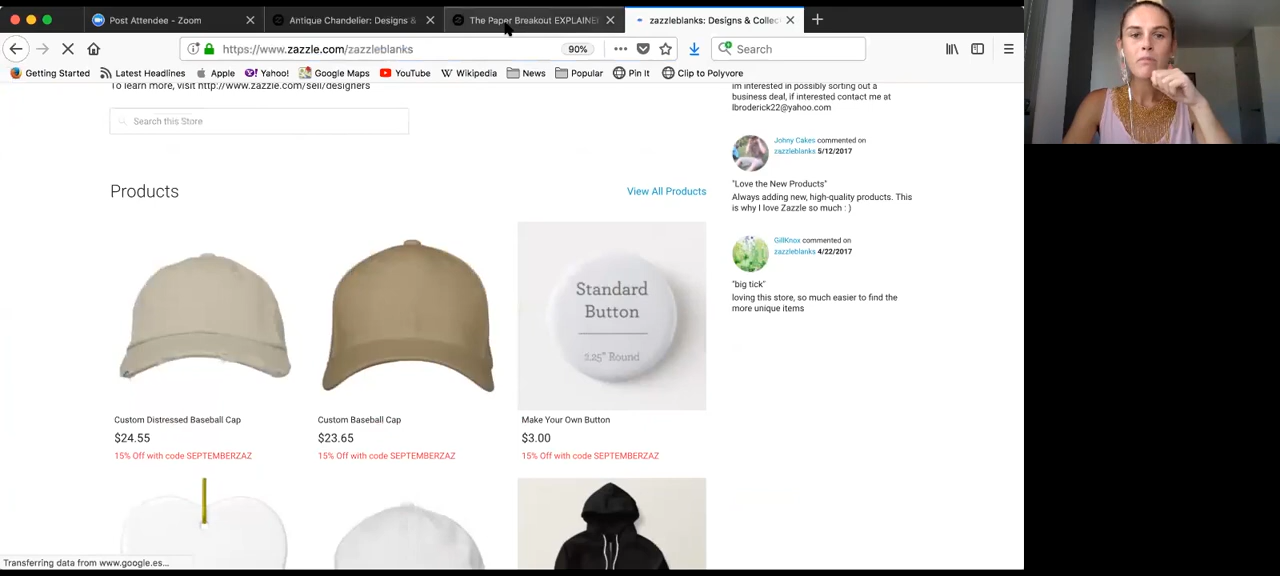 Post Attendee - Zoom
Antique Chandelier: Designs &
The Paper Breakout EXPLAINE
zazzleblanks: Designs & Collec
https://www.zazzle.com/zazzleblanks
90%
Search
Getting Started
Latest Headlines
Apple
Yahoo!
Google Maps
YouTube
Wikipedia
News
Popular
Pin It
Clip to Polyvore
To learn more, visit http://www.zazzle.com/sell/designers
Search this Store
Products
View All Products
Standard
Button
3.25" Round
Custom Distressed Baseball Cap
$24.55
15% Off with code SEPTEMBERZAZ
Custom Baseball Cap
$23.65
15% Off with code SEPTEMBERZAZ
Make Your Own Button
$3.00
15% Off with code SEPTEMBERZAZ
im interested in possibly sorting out a
business deal, if interested contact me at
lbroderick22@yahoo.com
Johny Cakes commented on
zazzleblanks 5/12/2017
"Love the New Products"
Always adding new, high-quality products. This
is why I love Zazzle so much : )
GillKnox commented on
zazzleblanks 4/22/2017
"big tick"
loving this store, so much easier to find the
more unique items
Transferring data from www.google.es...